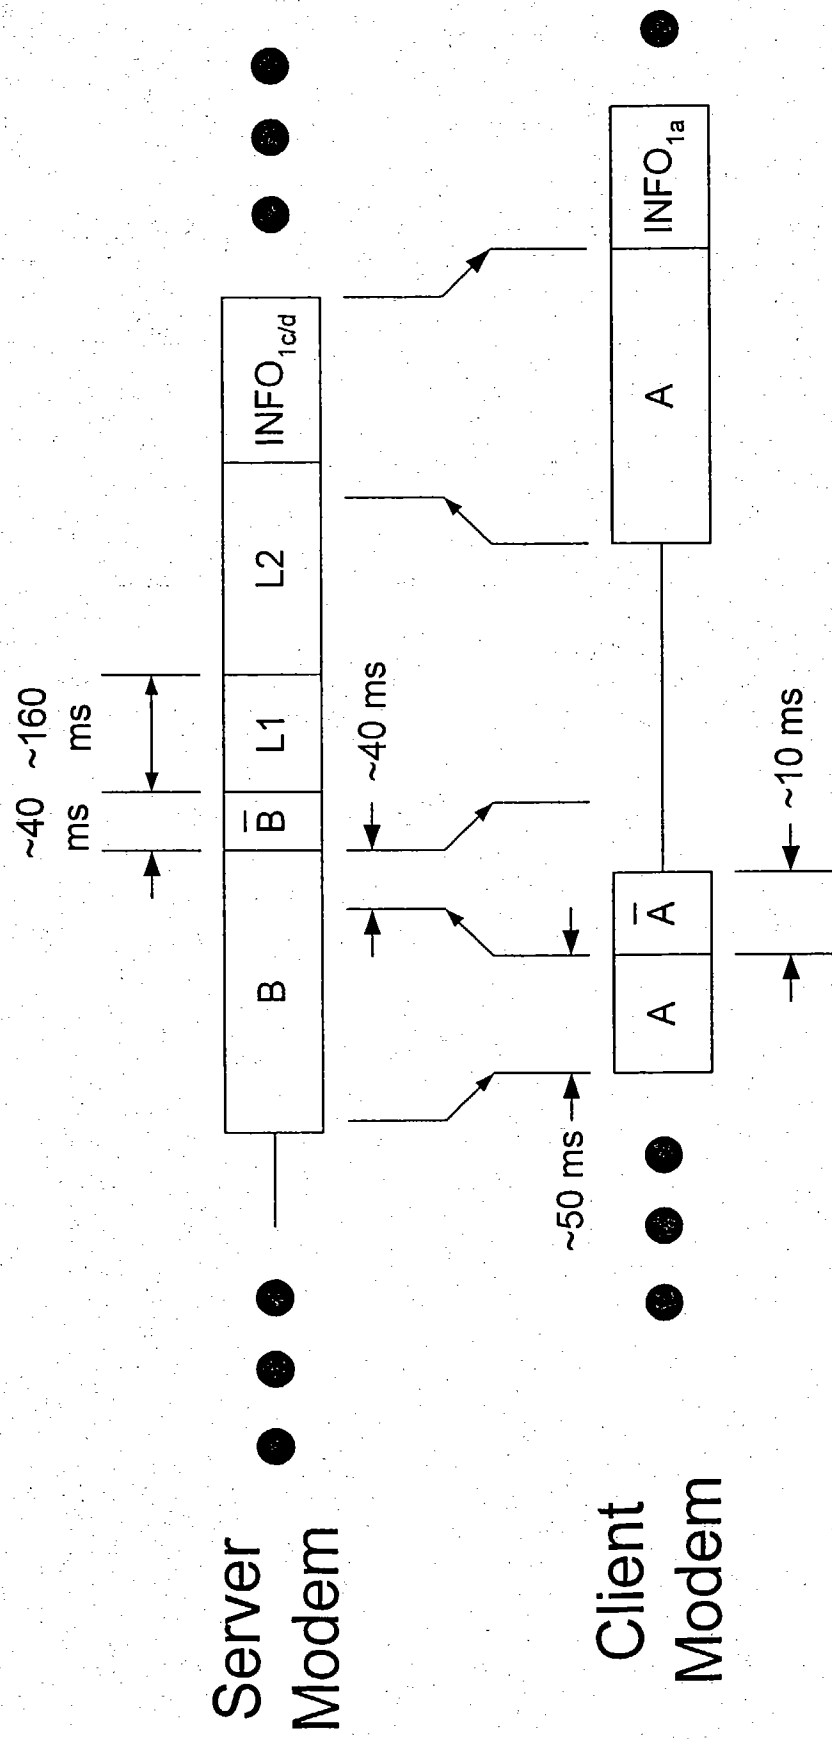 ~40 ~160
ms ms
Server
Modem
B
B̅
L1
L2
INFO1c/d
~40 ms
~50 ms
Client
Modem
A
A̅
A
INFO1a
~10 ms